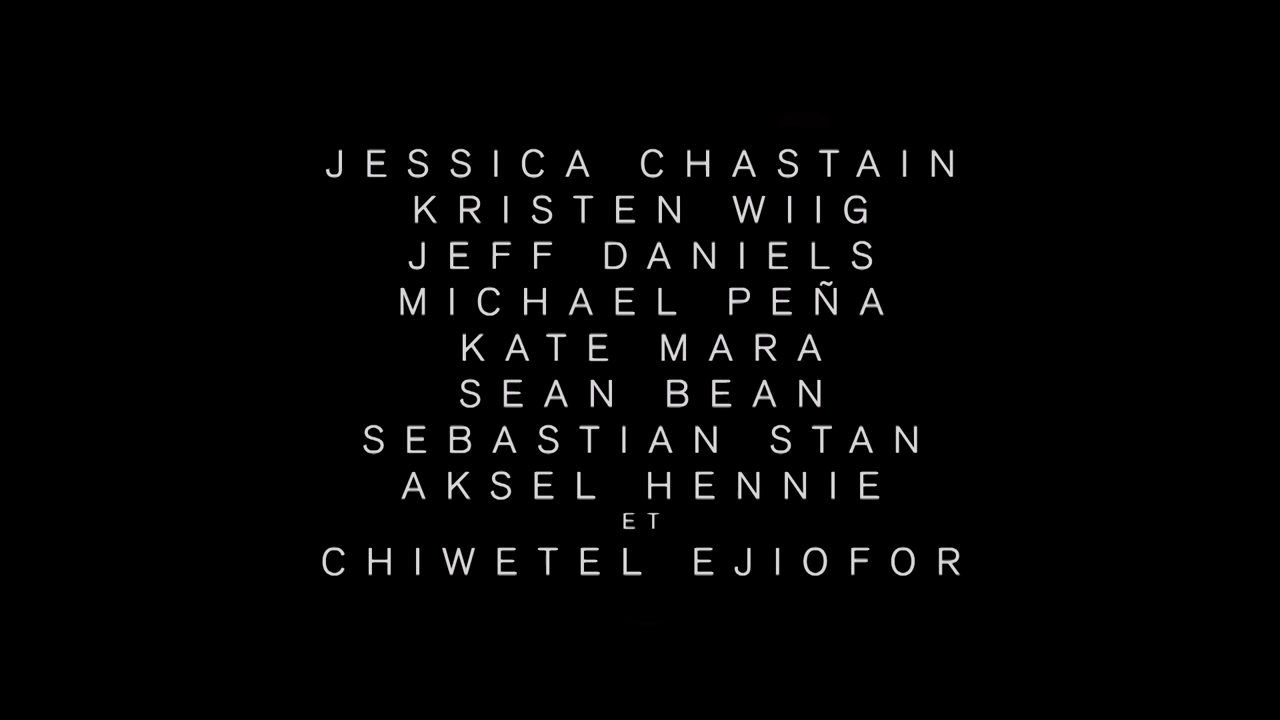 JESSICA CHASTAIN
KRISTEN WIIG
JEFF DANIELS
MICHAEL PEÑA
KATE MARA
SEAN BEAN
SEBASTIAN STAN
AKSEL HENNIE
ET
CHIWETEL EJIOFOR